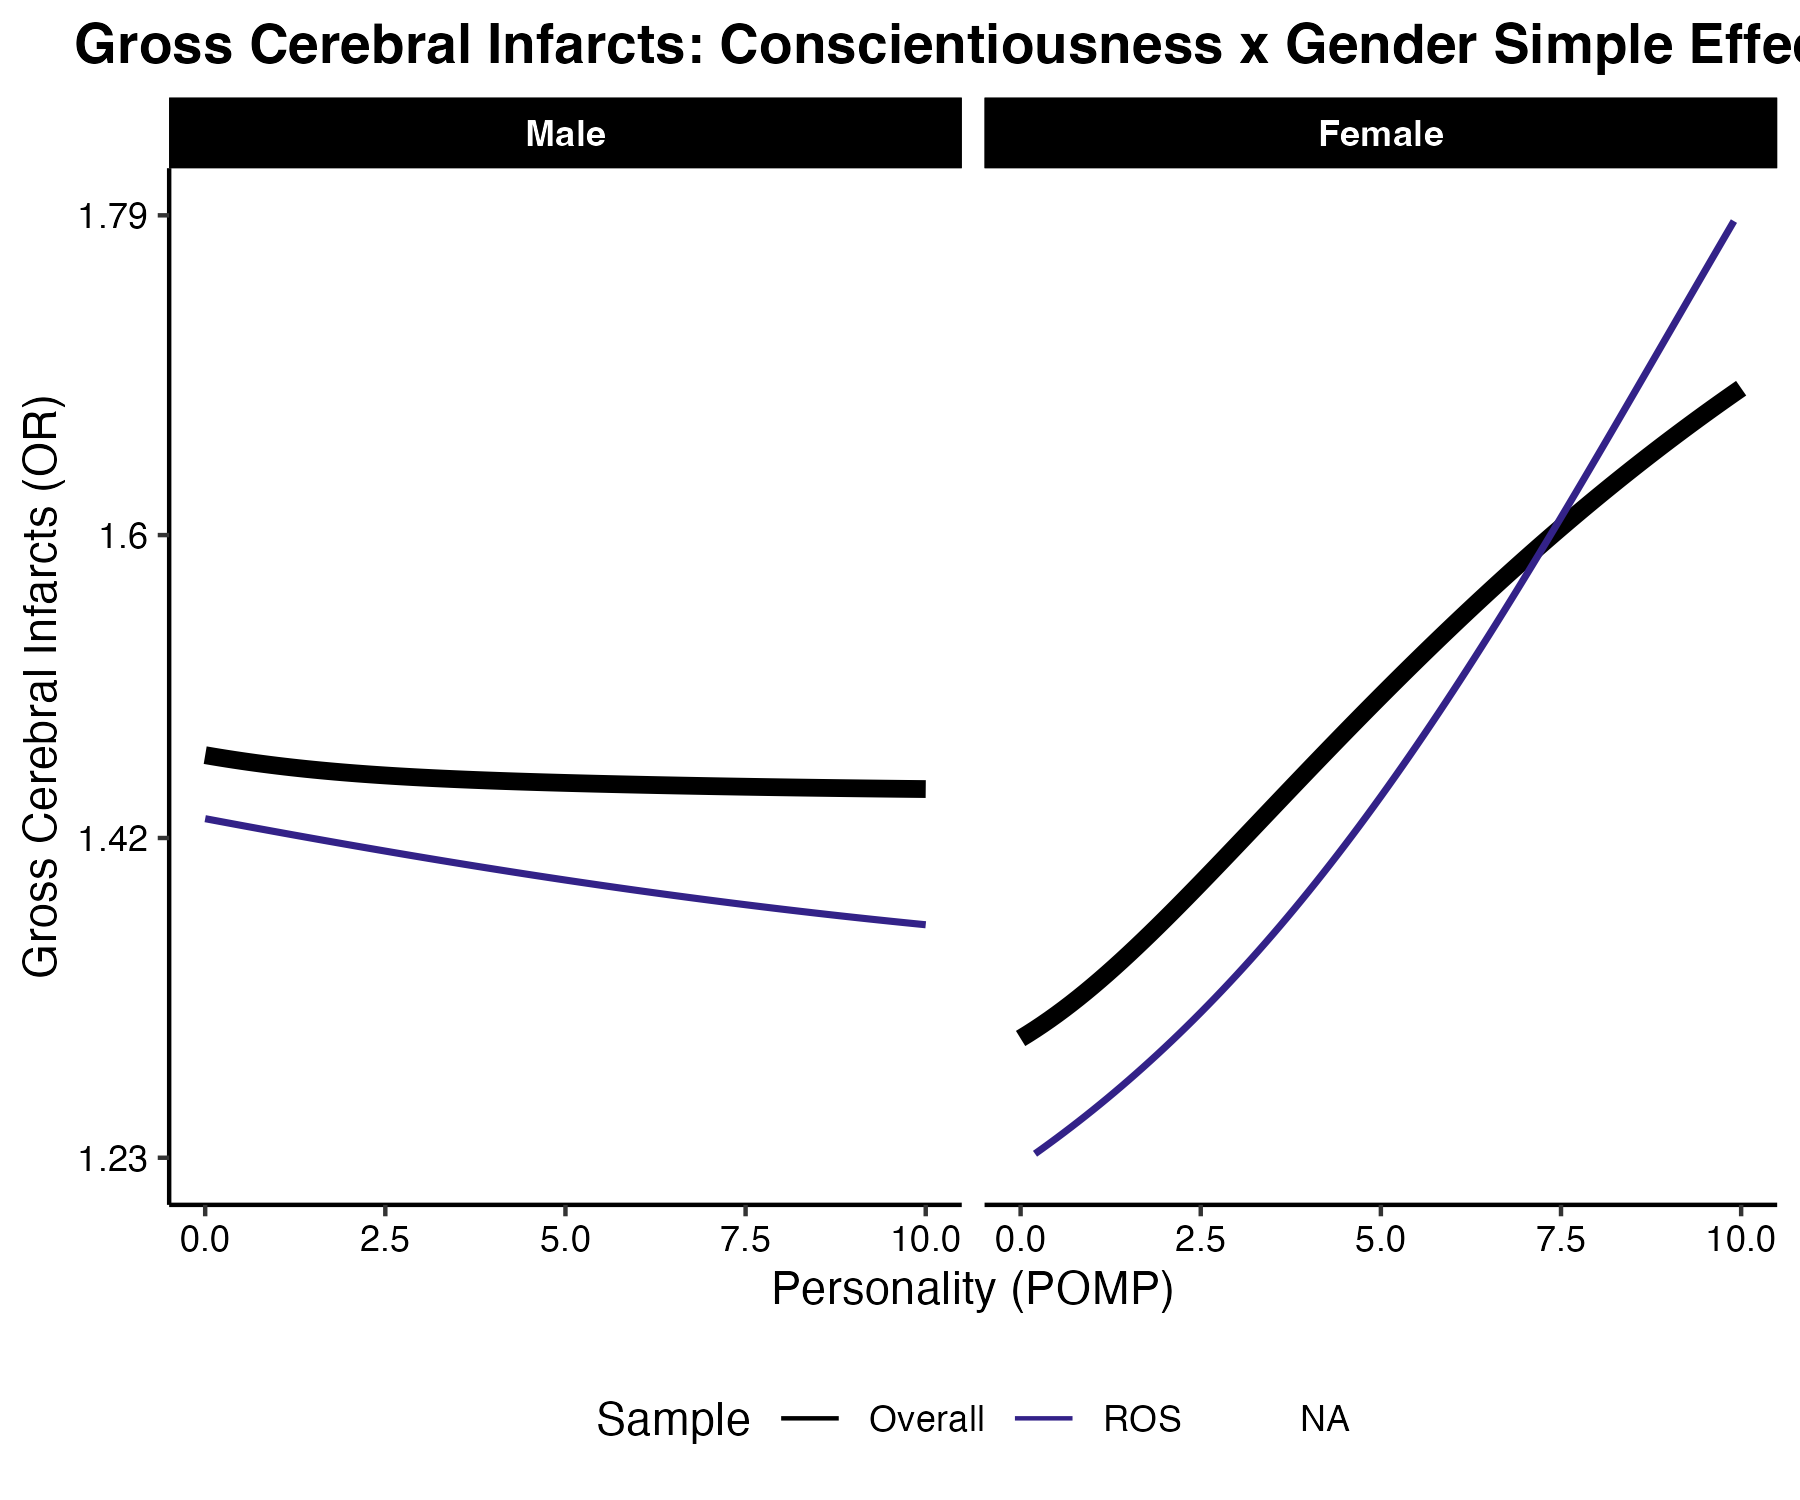 Gross Cerebral Infarcts: Conscientiousness x Gender Simple Effec
Male Female
Gross Cerebral Infarcts (OR)
1.79
1.6
1.42
1.23
0.0 2.5 5.0 7.5 10.0 0.0 2.5 5.0 7.5 10.0
Personality (POMP)
Sample Overall ROS NA